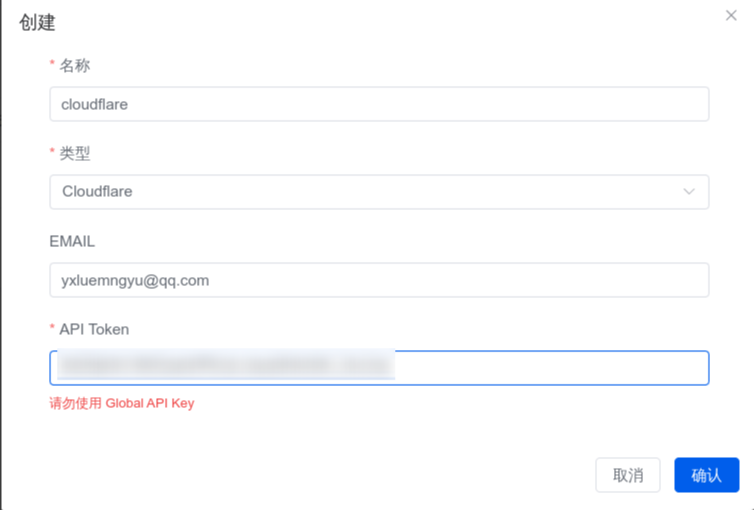 创建
* 名称
cloudflare
* 类型
Cloudflare
EMAIL
yxluemngyu@qq.com
* API Token
请勿使用 Global API Key
取消 确认